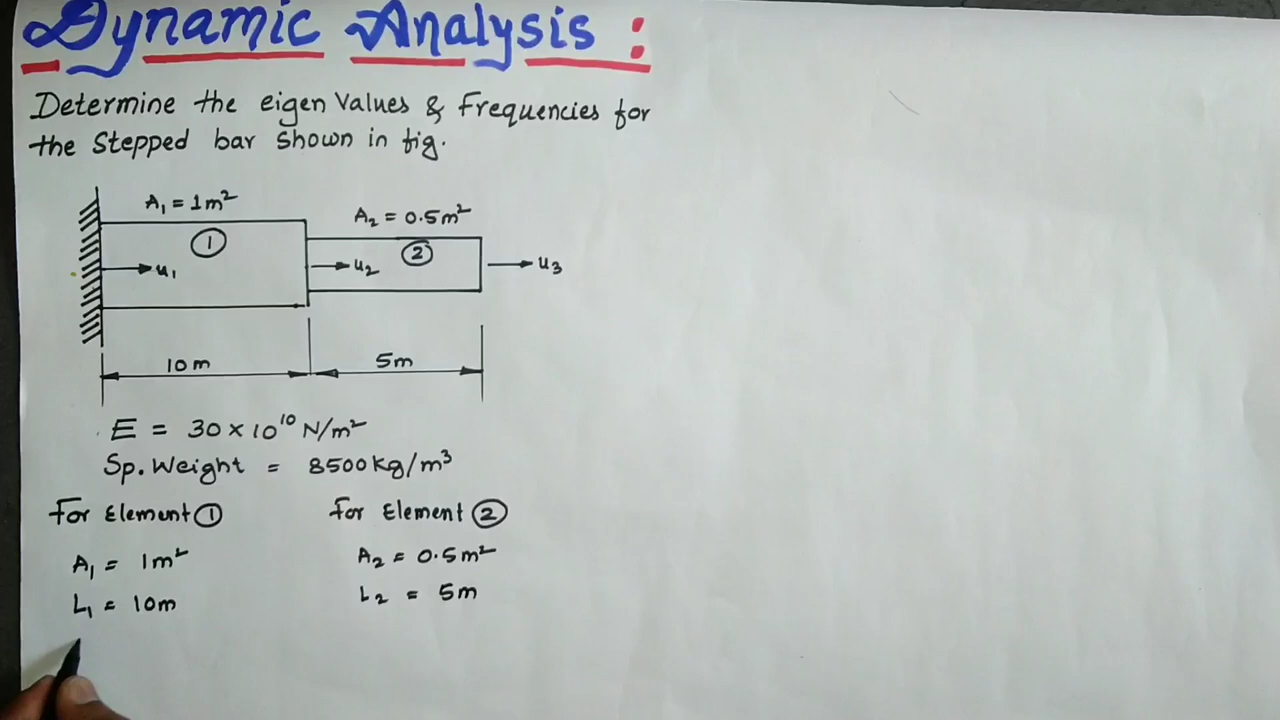 Dynamic Analysis :
Determine the eigen Values & Frequencies for
the Stepped bar Shown in fig.
A₁ = 1m²
A₂ = 0.5m²
①
②
u₁
u₂
u₃
10m
5m
E = 30×10¹⁰ N/m²
Sp. Weight = 8500kg/m³
For Element ①
For Element ②
A₁ = 1m²
A₂ = 0.5m²
L₁ = 10m
L₂ = 5m